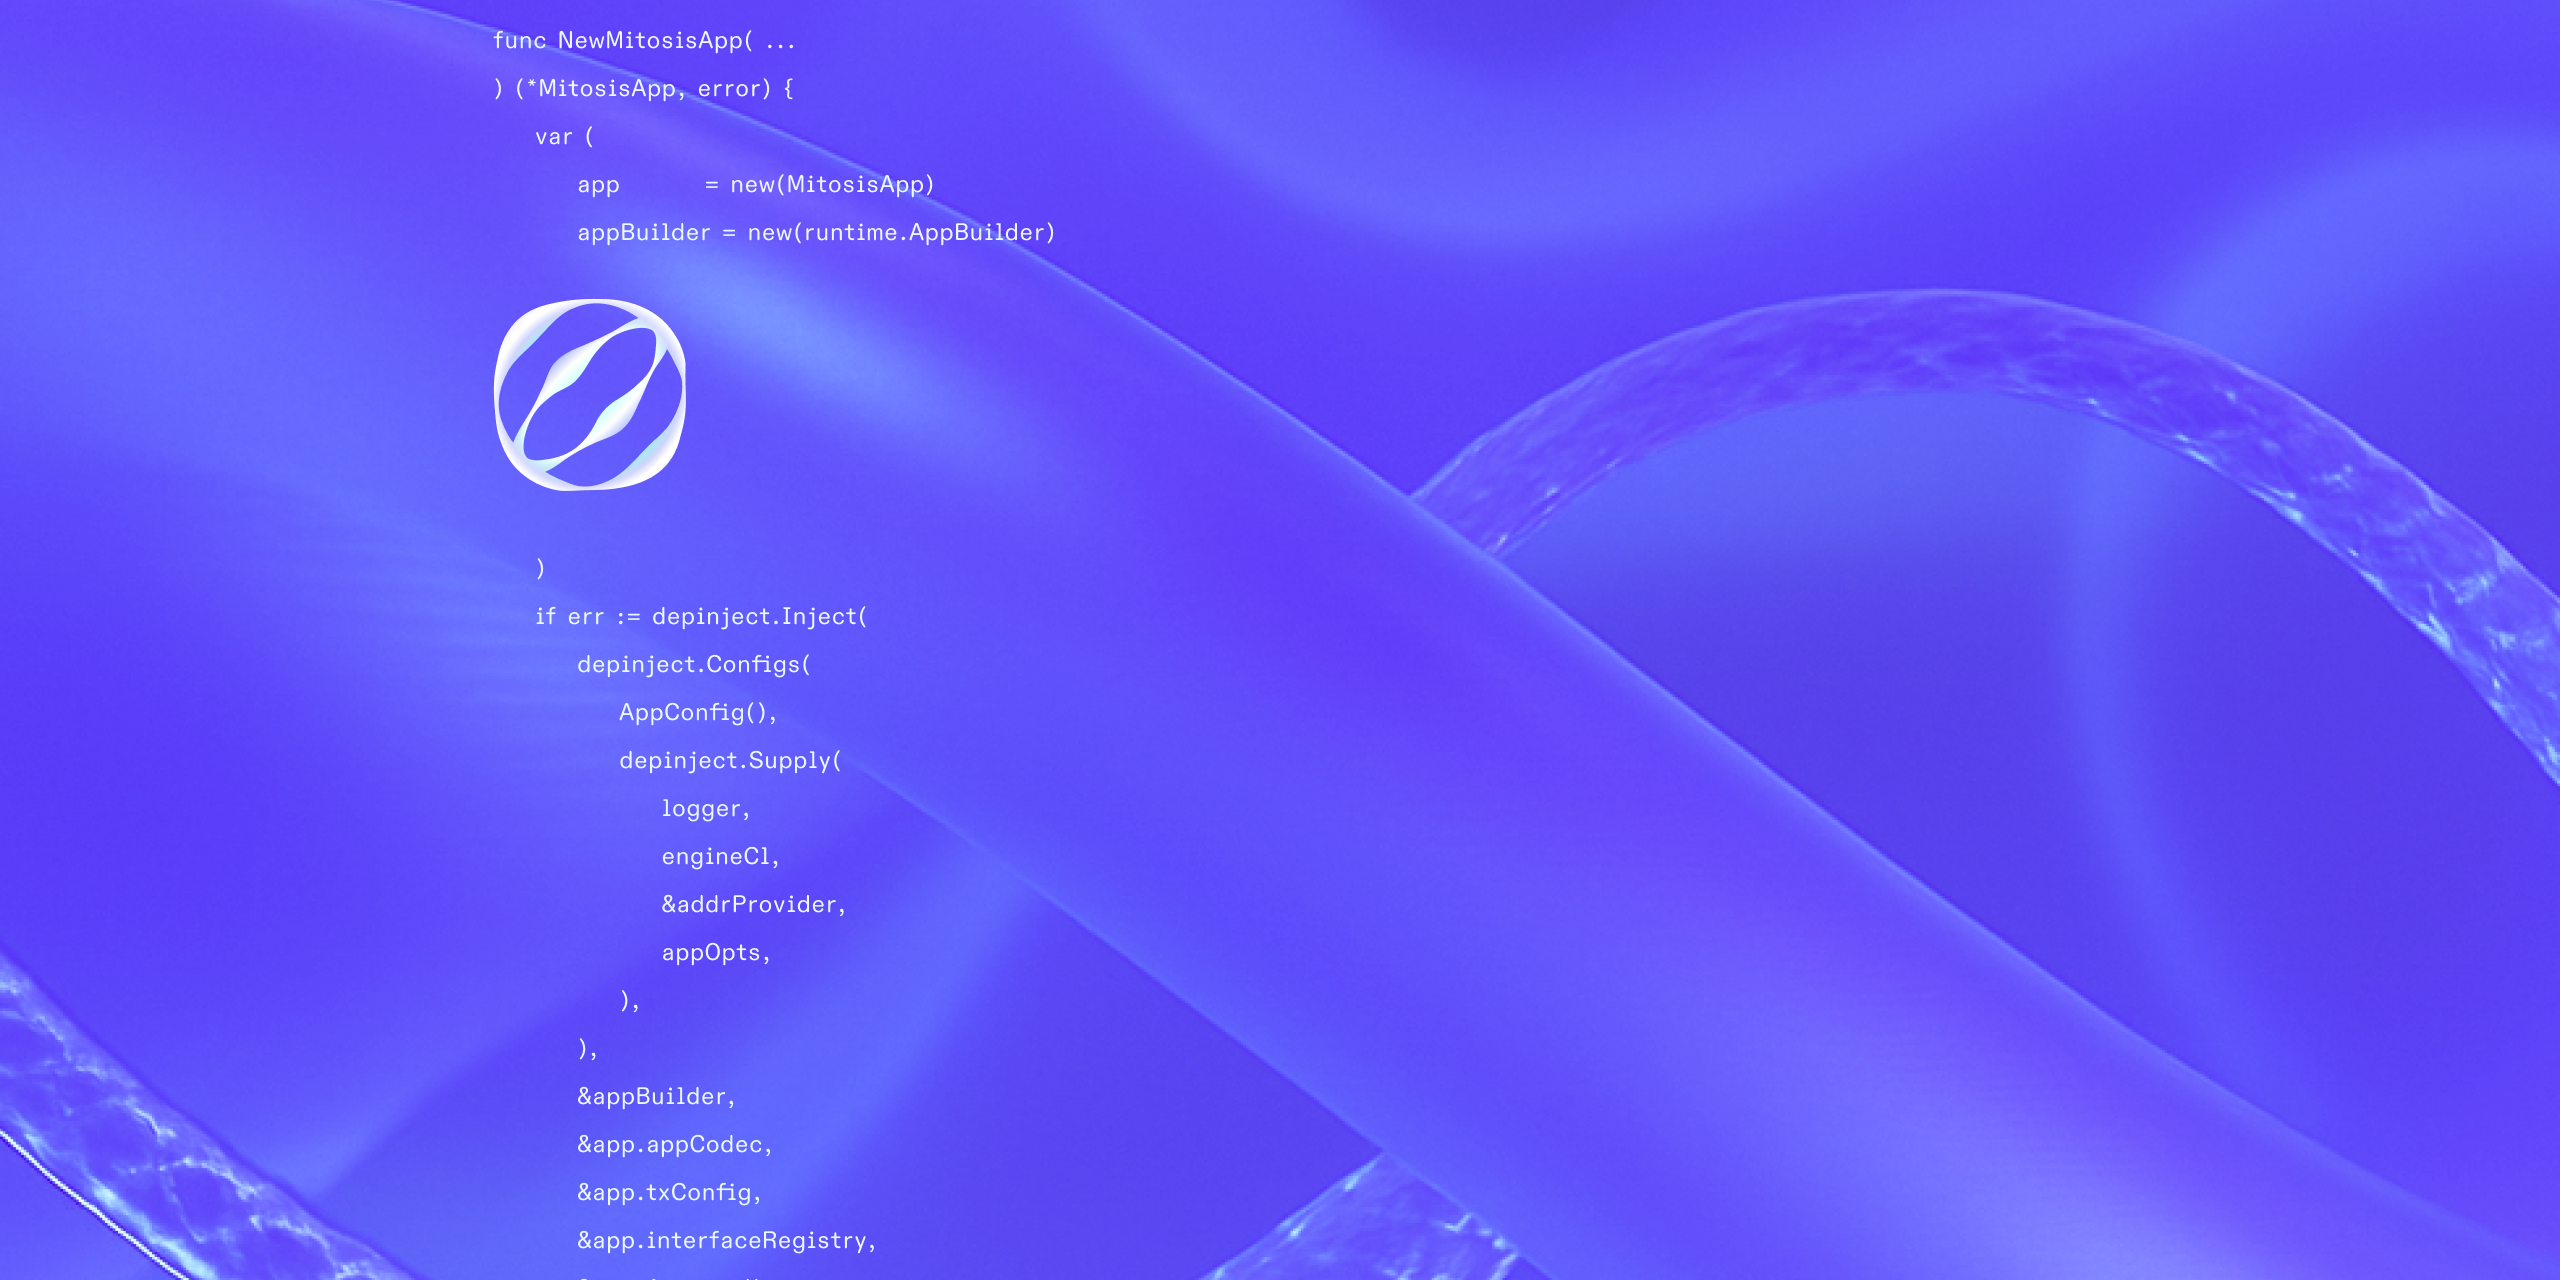 func NewMitosisApp( ...
) (*MitosisApp, error) {
var (
app = new(MitosisApp)
appBuilder = new(runtime.AppBuilder)
)
if err := depinject.Inject(
depinject.Configs(
AppConfig(),
depinject.Supply(
logger,
engineCl,
&addrProvider,
appOpts,
),
),
&appBuilder,
&app.appCodec,
&app.txConfig,
&app.interfaceRegistry,